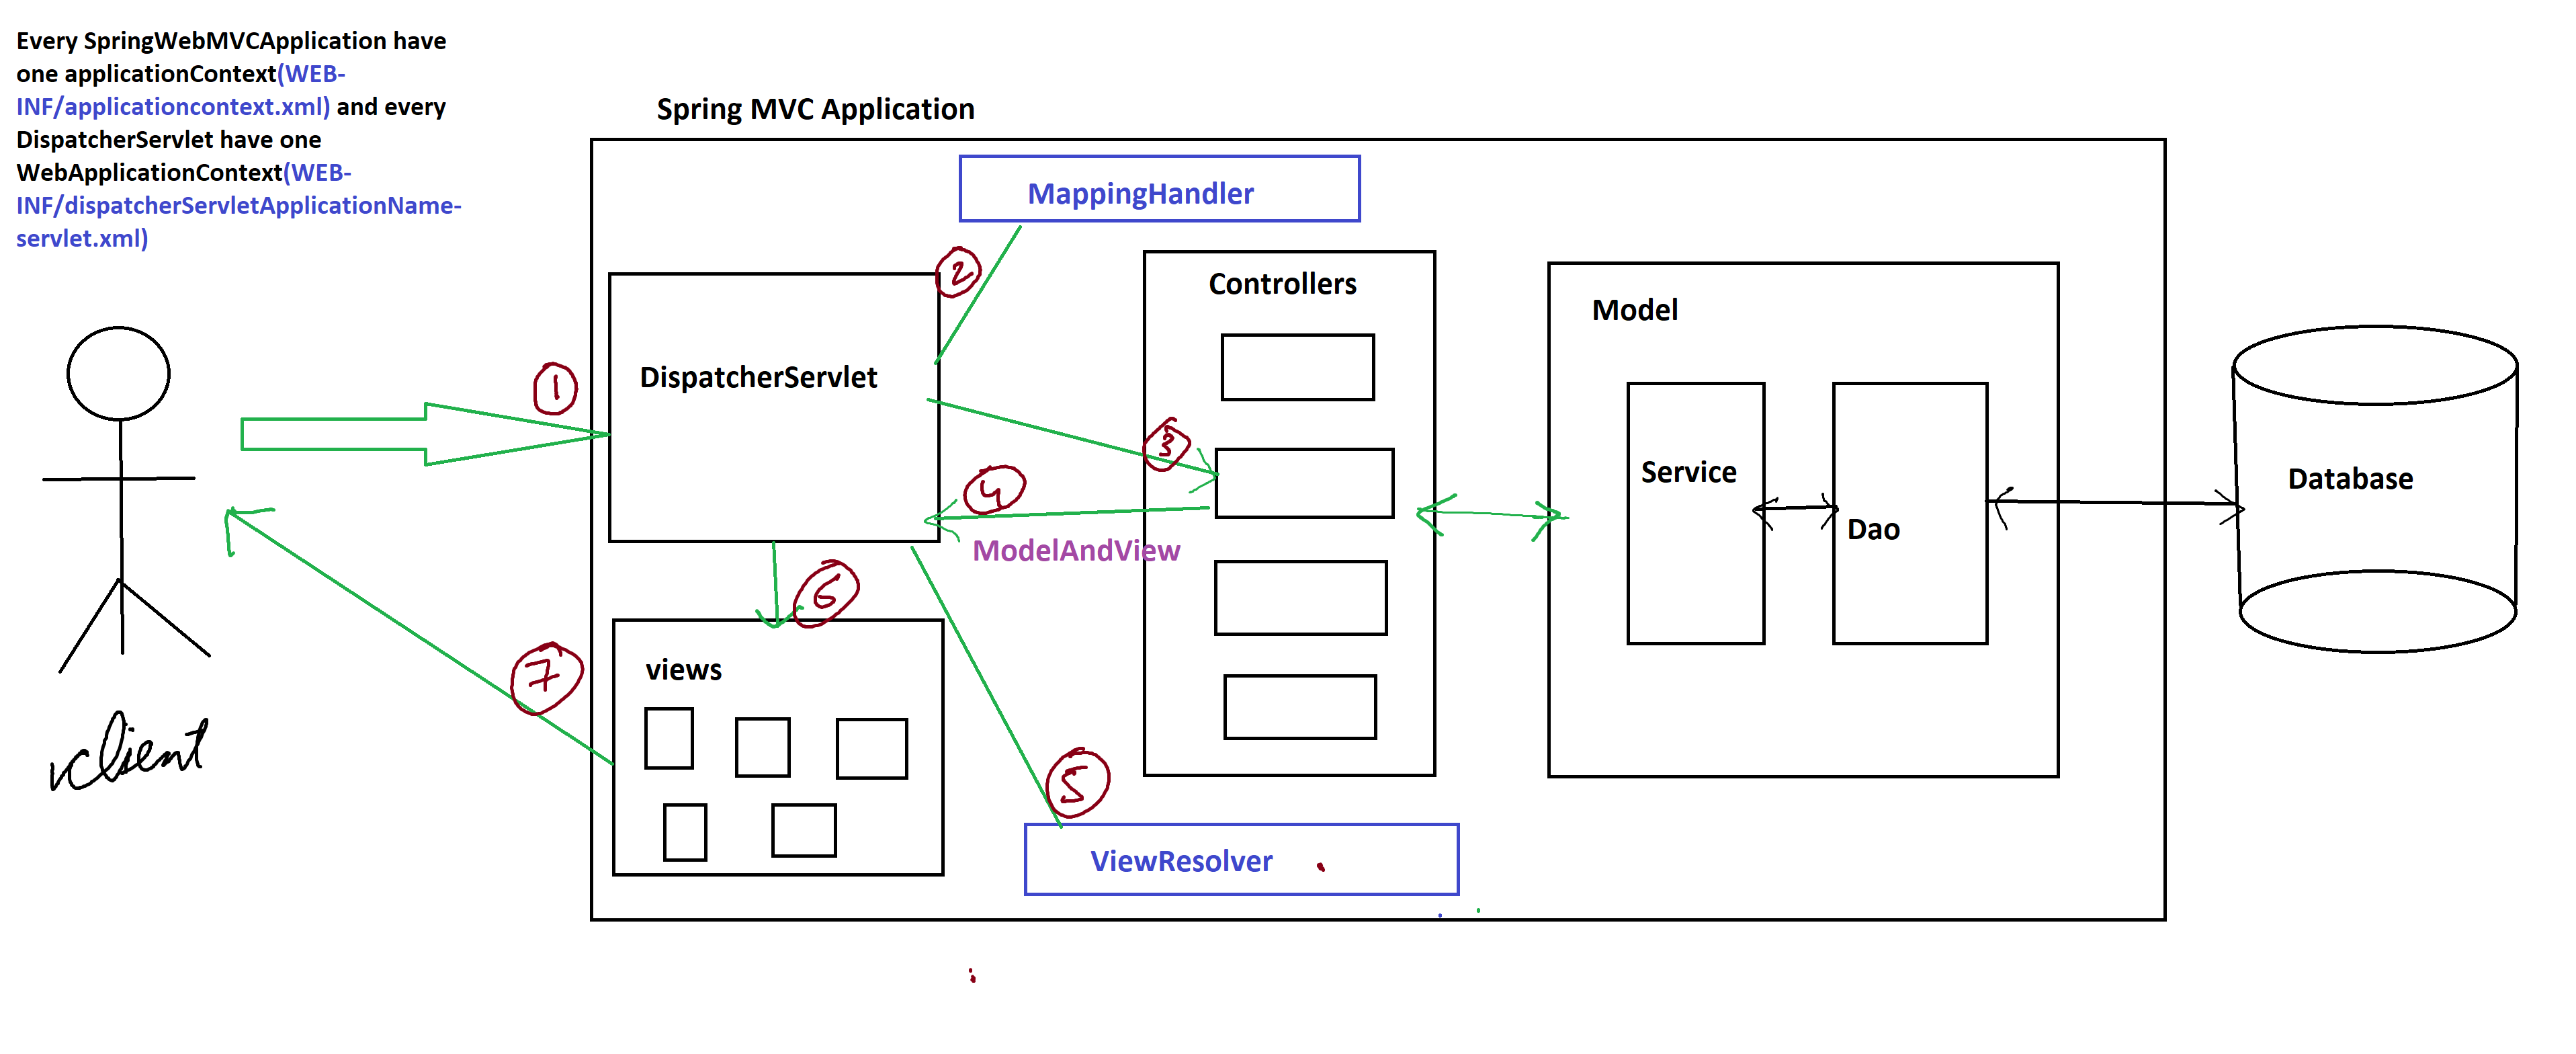 Every SpringWebMVCApplication have
one applicationContext(WEB-
INF/applicationcontext.xml) and every
DispatcherServlet have one
WebApplicationContext(WEB-
INF/dispatcherServletApplicationName-
servlet.xml)
Spring MVC Application
MappingHandler
2
Controllers
Model
DispatcherServlet
1
3
4
Service
Database
Dao
ModelAndView
6
views
7
client
5
ViewResolver